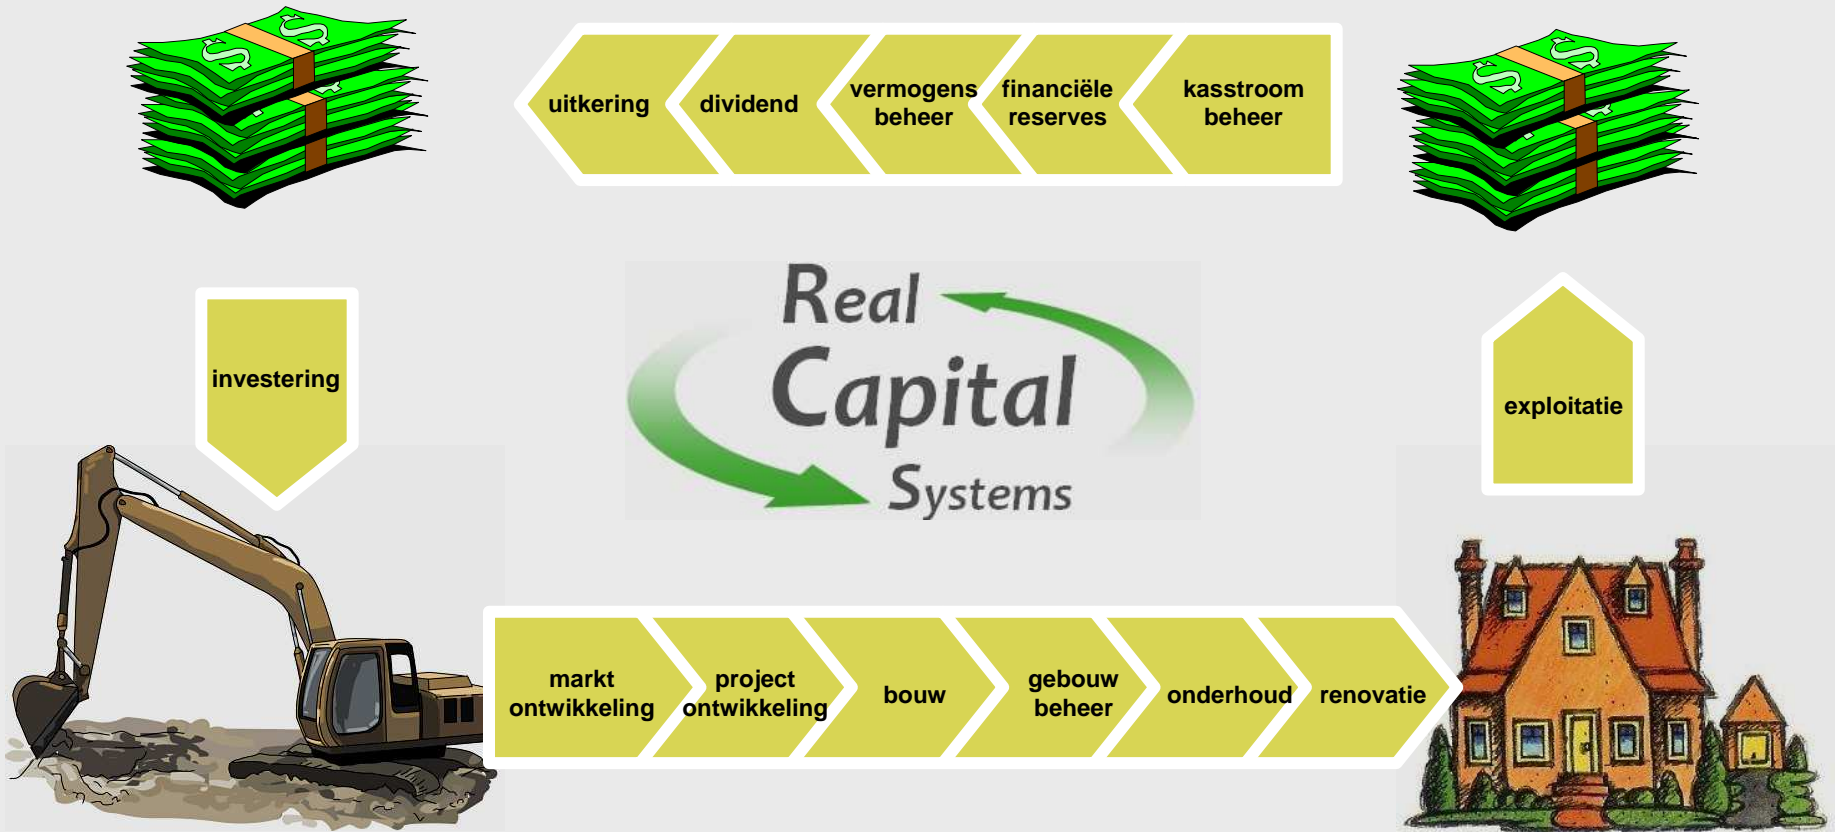 uitkering
dividend
vermogens
beheer
financiële
reserves
kasstroom
beheer
investering
Real
Capital
Systems
exploitatie
markt
ontwikkeling
project
ontwikkeling
bouw
gebouw
beheer
onderhoud
renovatie